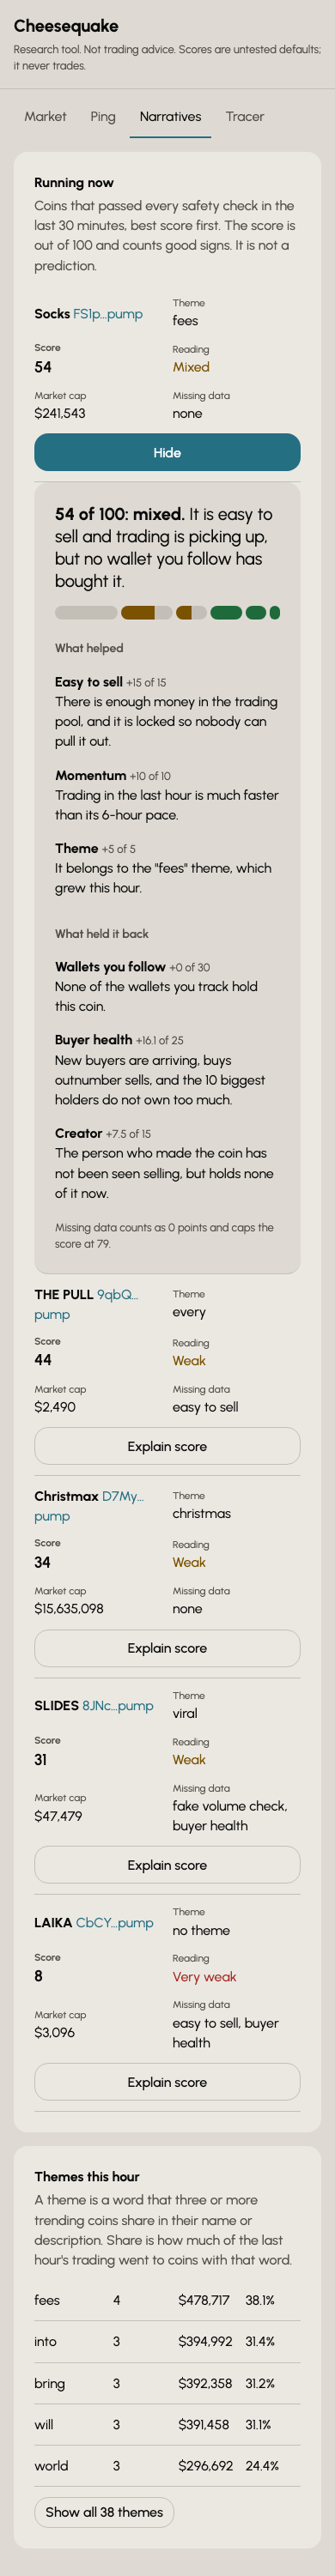 Cheesequake
Research tool. Not trading advice. Scores are untested defaults;
it never trades.
Market Ping Narratives Tracer
Running now
Coins that passed every safety check in the
last 30 minutes, best score first. The score is
out of 100 and counts good signs. It is not a
prediction.
Socks FS1p…pump
Theme
fees
Score
54
Reading
Mixed
Market cap
$241,543
Missing data
none
Hide
54 of 100: mixed. It is easy to
sell and trading is picking up,
but no wallet you follow has
bought it.
What helped
Easy to sell +15 of 15
There is enough money in the trading
pool, and it is locked so nobody can
pull it out.
Momentum +10 of 10
Trading in the last hour is much faster
than its 6-hour pace.
Theme +5 of 5
It belongs to the "fees" theme, which
grew this hour.
What held it back
Wallets you follow +0 of 30
None of the wallets you track hold
this coin.
Buyer health +16.1 of 25
New buyers are arriving, buys
outnumber sells, and the 10 biggest
holders do not own too much.
Creator +7.5 of 15
The person who made the coin has
not been seen selling, but holds none
of it now.
Missing data counts as 0 points and caps the
score at 79.
THE PULL 9qbQ…
pump
Theme
every
Score
44
Reading
Weak
Market cap
$2,490
Missing data
easy to sell
Explain score
Christmax D7My…
pump
Theme
christmas
Score
34
Reading
Weak
Market cap
$15,635,098
Missing data
none
Explain score
SLIDES 8JNc…pump
Theme
viral
Score
31
Reading
Weak
Market cap
$47,479
Missing data
fake volume check,
buyer health
Explain score
LAIKA CbCY…pump
Theme
no theme
Score
8
Reading
Very weak
Market cap
$3,096
Missing data
easy to sell, buyer
health
Explain score
Themes this hour
A theme is a word that three or more
trending coins share in their name or
description. Share is how much of the last
hour's trading went to coins with that word.
fees 4 $478,717 38.1%
into 3 $394,992 31.4%
bring 3 $392,358 31.2%
will 3 $391,458 31.1%
world 3 $296,692 24.4%
Show all 38 themes